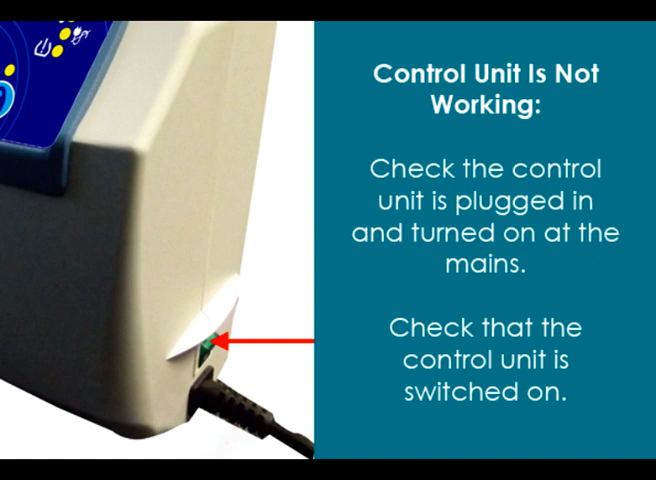 Control Unit Is Not
Working:
Check the control
unit is plugged in
and turned on at the
mains.
Check that the
control unit is
switched on.